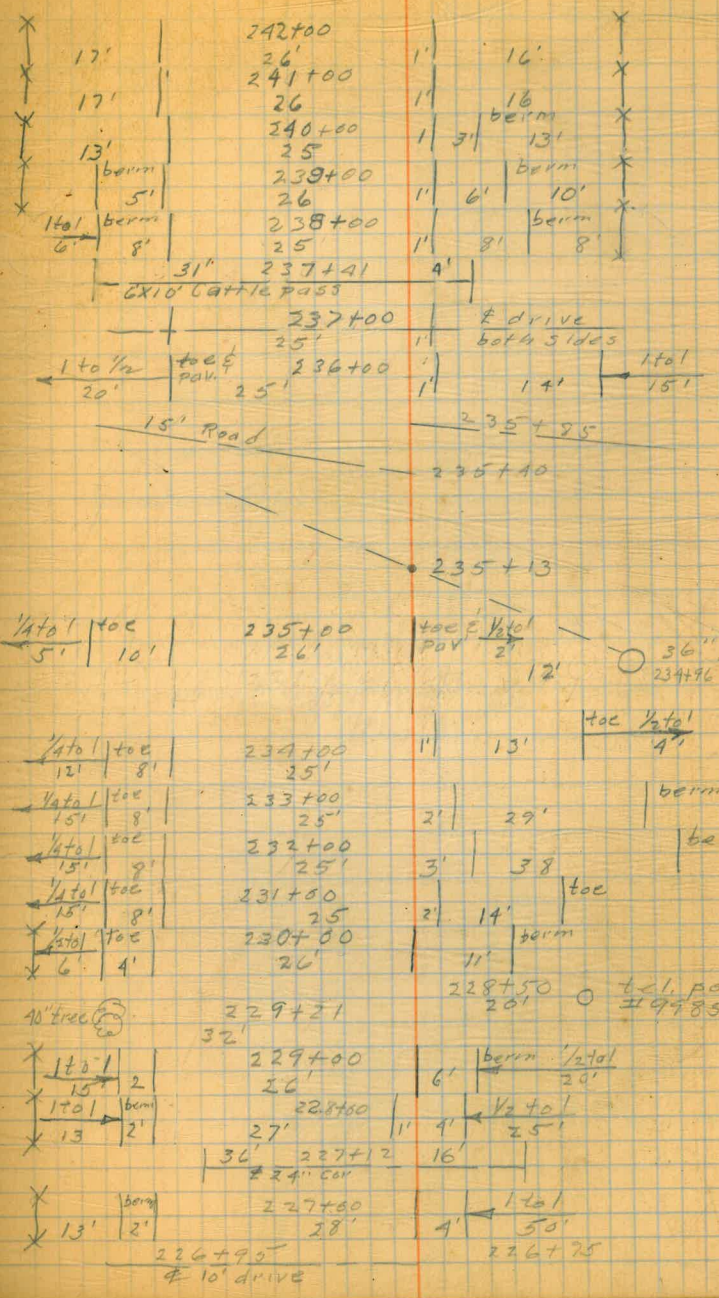 242+00
17' 26' 1' 16'
241+00
17' 26 1' 16
240+00 berm
13' 25 1 3' 13'
berm 239+00 berm
5' 26 1' 6' 10'
1 to 1 berm 238+00 berm
6' 8' 25 1' 8' 8'
31' 237+41 4'
6X10' Cattle pass
237+00 ℄ drive
25' 1' both sides
1 to 1/2 toe & 236+00 1 to 1
20' pav. 25' 1' 14' 15'
15' Road 235+85
235+40
235+13
1/4 to 1 toe 235+00 toe & 1/2 to 1
5' 10' 26' pav 2' 36"
12' 234+96
toe 1/2 to 1
1/4 to 1 toe 234+00 1' 13' 4'
12' 8' 25'
1/4 to 1 toe 233+00 berm
15' 8' 25' 2' 29'
1/4 to 1 toe 232+00 be
15' 8' 25' 3' 38
1/4 to 1 toe 231+00 toe
15' 8' 25 2' 14'
1/2 to 1 toe 230+00 berm
6' 4' 26' 11'
228+50 tel. po
40" tree 229+21 20' #9985
32'
1 to 1 229+00 berm 1/2 to 1
15' 2 26' 6' 20'
1 to 1 berm 228+00 1/2 to 1
13 2' 27' 1' 4' 25'
36' 227+12 16'
24" cor
berm 227+00 1 to 1
13' 2' 28' 4' 50'
226+95 226+75
℄ 10' drive